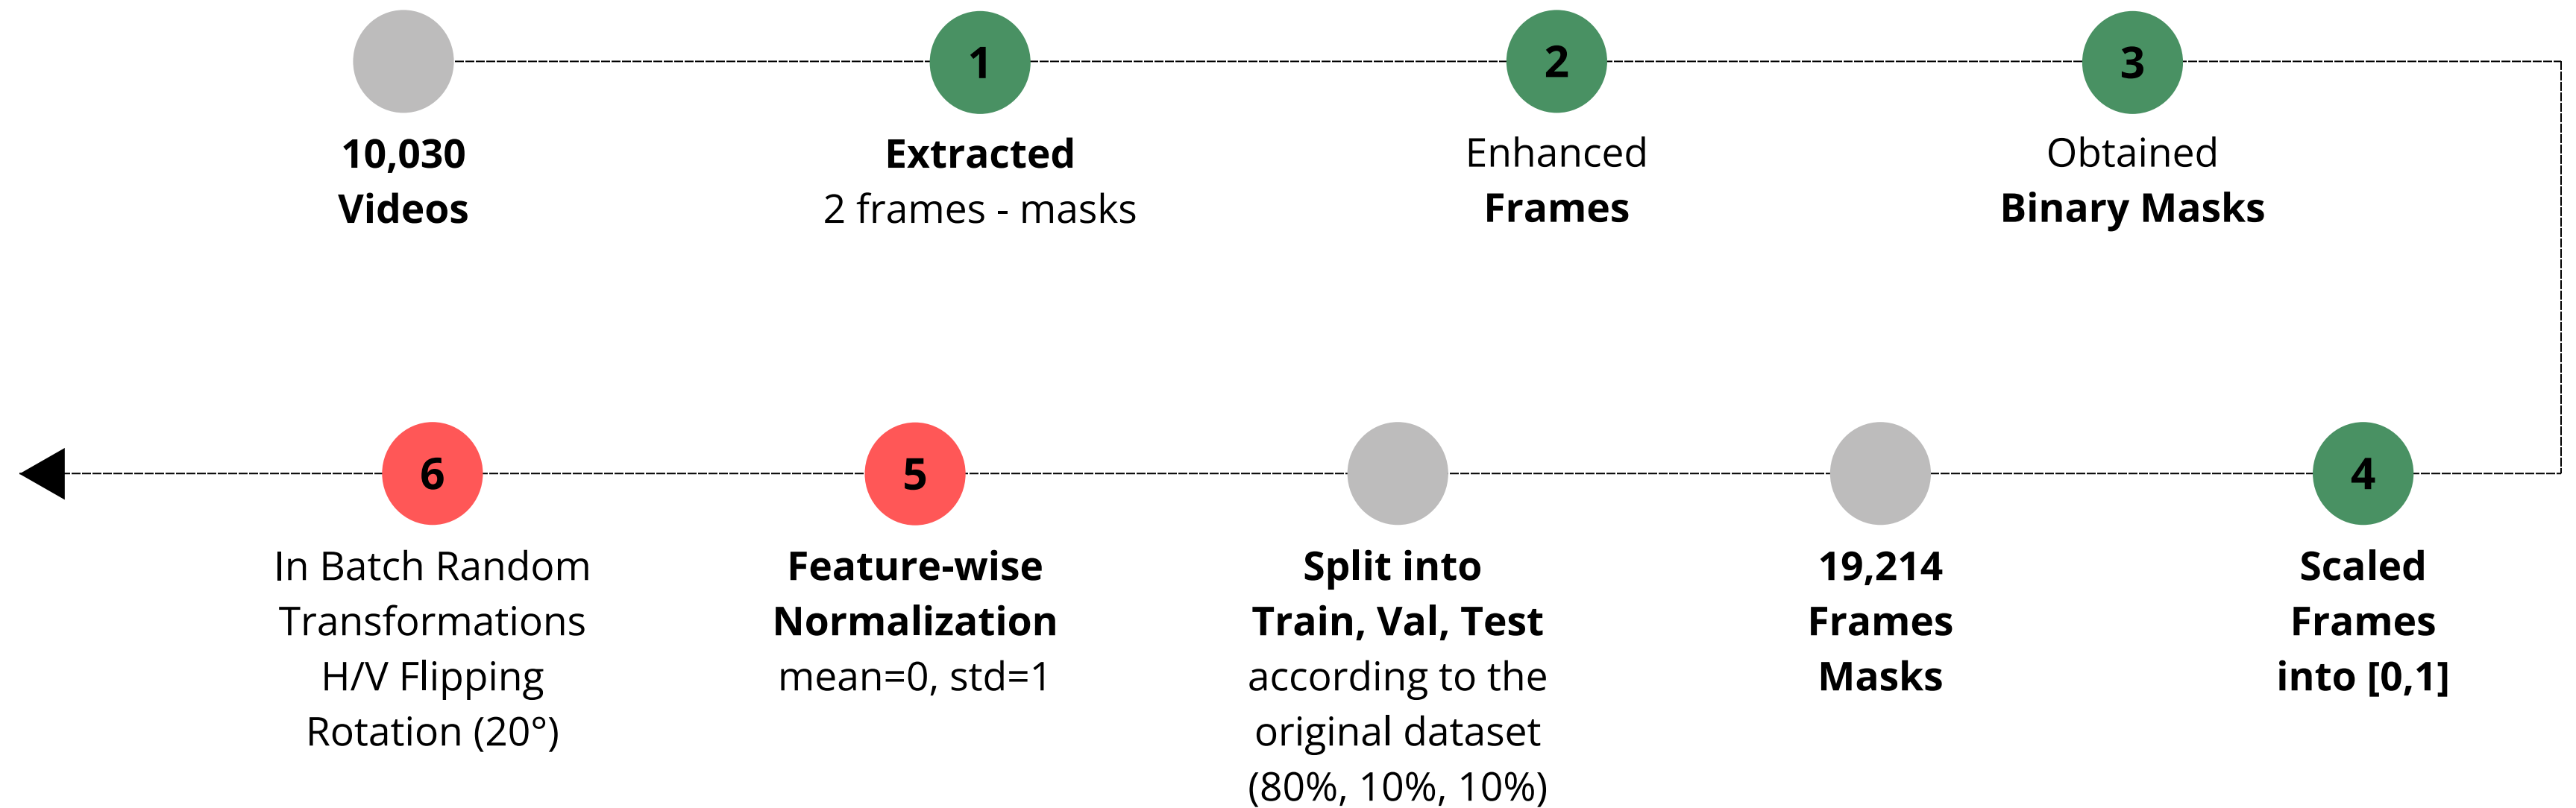 10,030
Videos
1
Extracted
2 frames - masks
2
Enhanced
Frames
3
Obtained
Binary Masks
4
Scaled
Frames
into [0,1]
19,214
Frames
Masks
Split into
Train, Val, Test
according to the
original dataset
(80%, 10%, 10%)
5
Feature-wise
Normalization
mean=0, std=1
6
In Batch Random
Transformations
H/V Flipping
Rotation (20°)